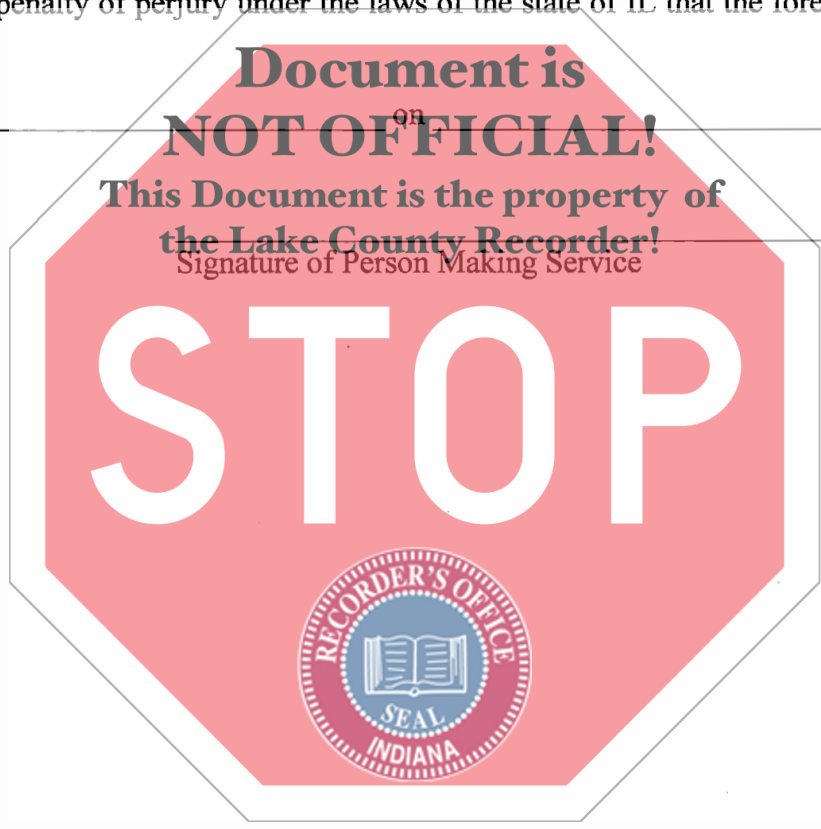 penalty of perjury under the laws of the state of IL that the fore
Document is
on
NOT OFFICIAL!
This Document is the property of
the Lake County Recorder!
Signature of Person Making Service
STOP
RECORDER'S OFFICE
SEAL
INDIANA